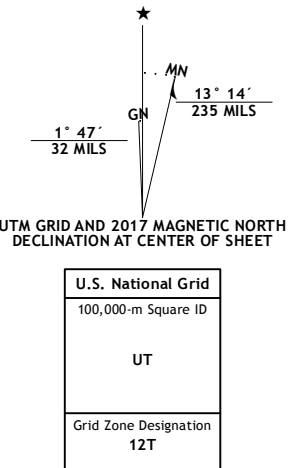 ★
MN
GN
13° 14´
235 MILS
1° 47´
32 MILS
UTM GRID AND 2017 MAGNETIC NORTH
DECLINATION AT CENTER OF SHEET
U.S. National Grid
100,000-m Square ID
UT
Grid Zone Designation
12T